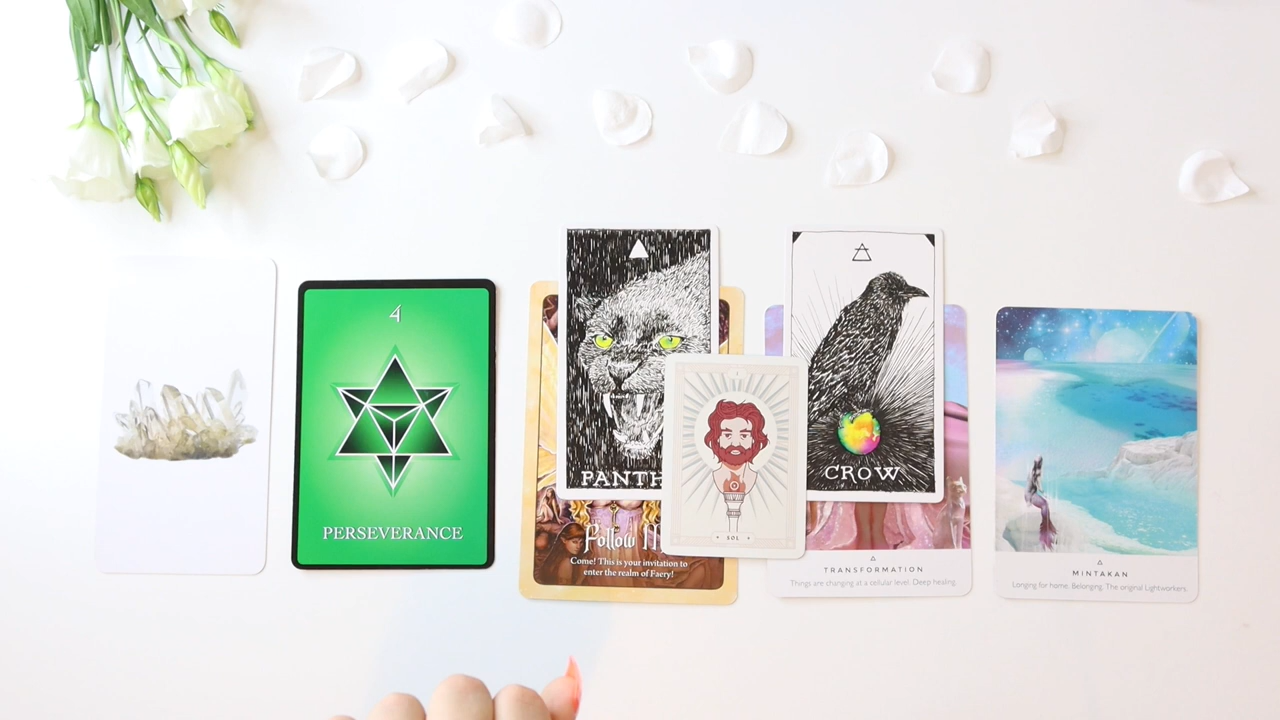 4
PERSEVERANCE
PANTH
Follow M
Come! This is your invitation to
enter the realm of Faery!
I
SOL
CROW
TRANSFORMATION
Things are changing at a cellular level. Deep healing.
MINTAKAN
Longing for home. Belonging. The original Lightworkers.